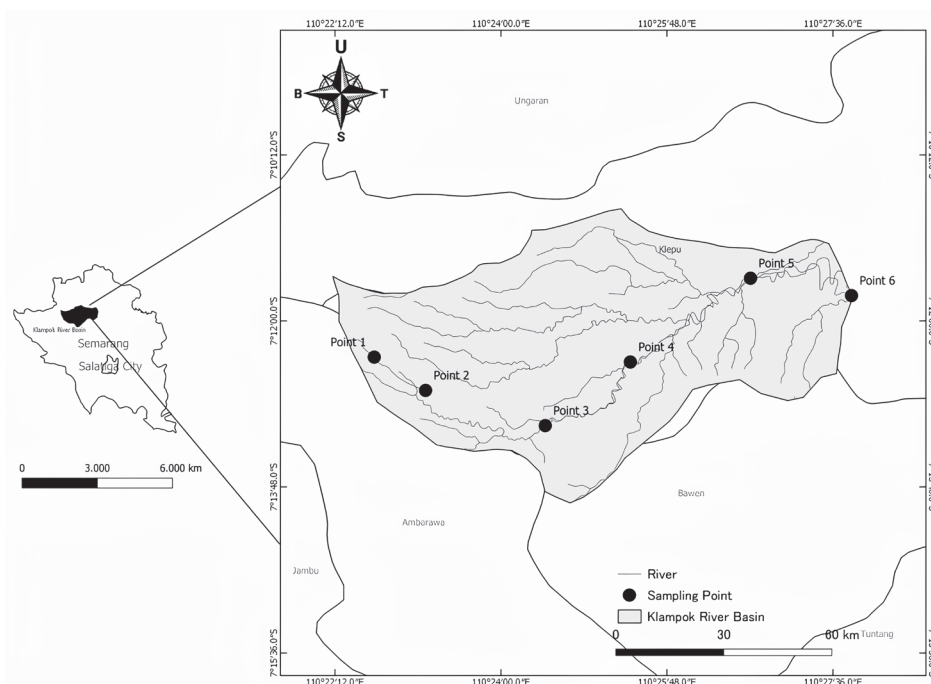 110°22'12.0"E 110°24'00.0"E 110°25'48.0"E 110°27'36.0"E
U
B T
S
Ungaran
7°10'12.0"S
Klepu
Point 5
Point 6
7°12'00.0"S
Klampok River Basin
Semarang
Salatiga City
Point 1
Point 2
Point 4
Point 3
0 3.000 6.000 km
7°13'48.0"S
Bawen
Ambarawa
Jambu
River
Sampling Point
Klampok River Basin
0 30 60 km
Tuntang
7°15'36.0"S
110°22'12.0"E 110°24'00.0"E 110°25'48.0"E 110°27'36.0"E